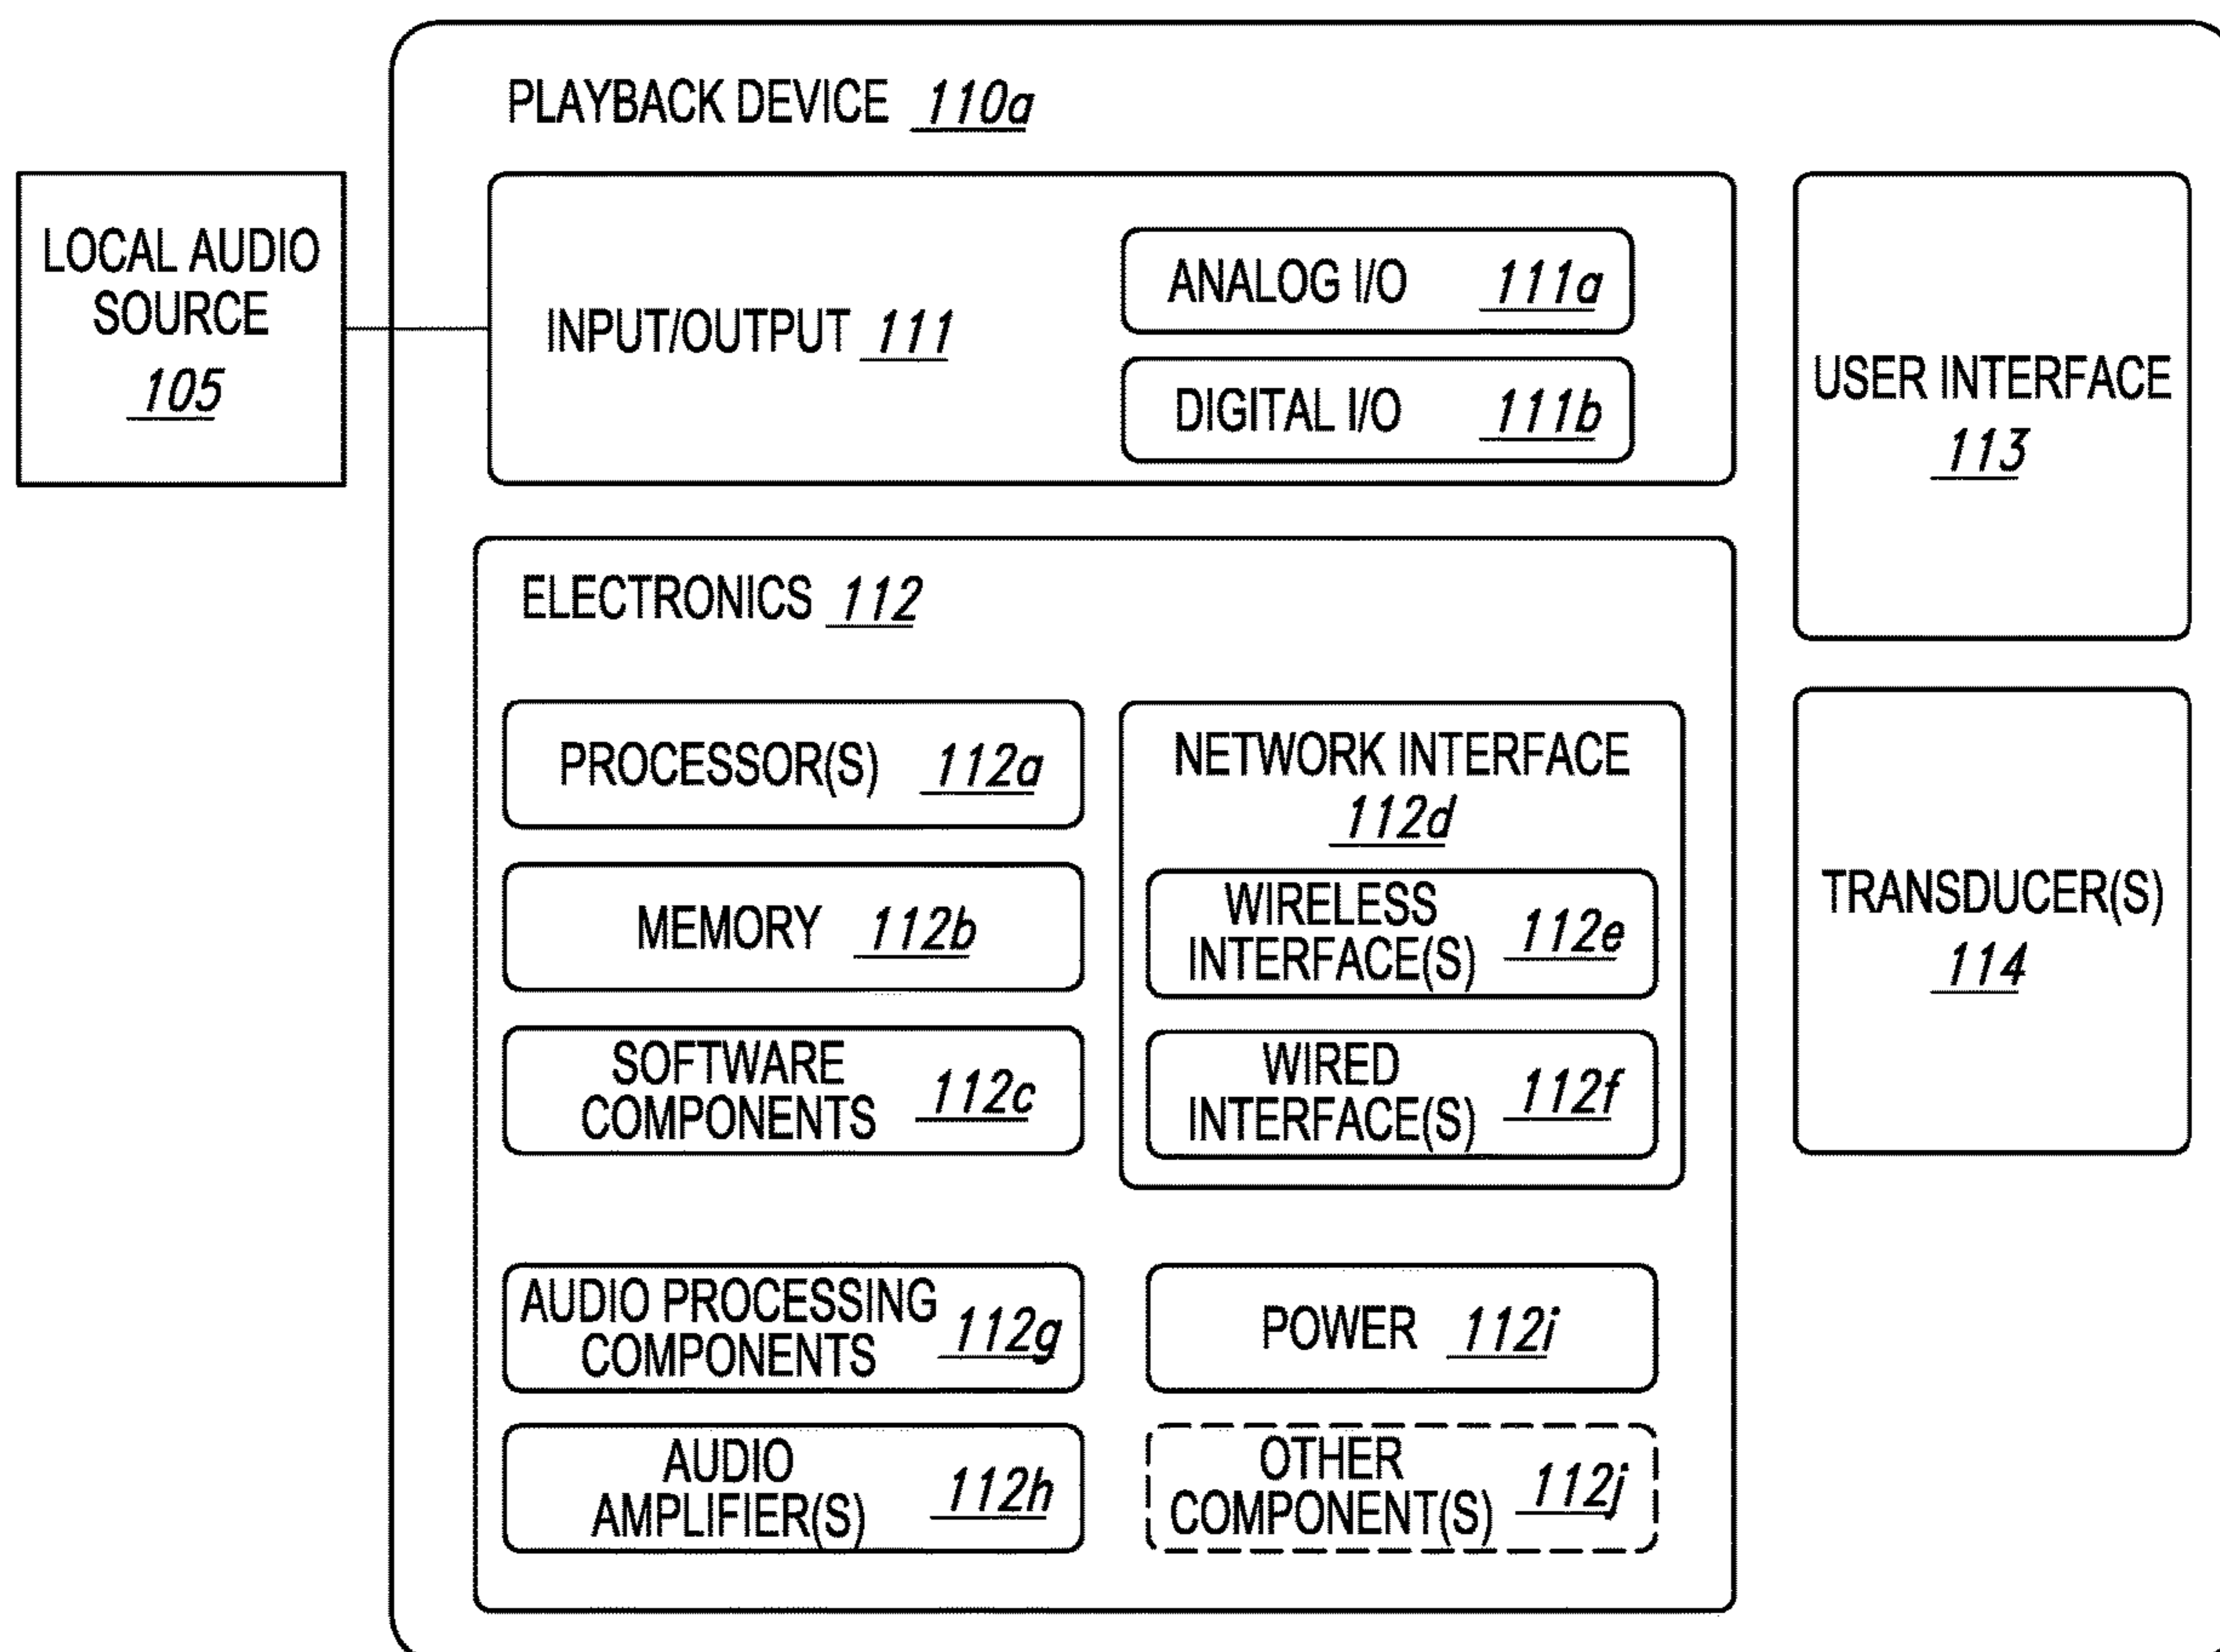 PLAYBACK DEVICE 110a
LOCAL AUDIO
SOURCE
105
INPUT/OUTPUT 111
ANALOG I/O 111a
DIGITAL I/O 111b
USER INTERFACE
113
ELECTRONICS 112
PROCESSOR(S) 112a
MEMORY 112b
SOFTWARE
COMPONENTS 112c
NETWORK INTERFACE
112d
WIRELESS
INTERFACE(S) 112e
WIRED
INTERFACE(S) 112f
TRANSDUCER(S)
114
AUDIO PROCESSING
COMPONENTS 112g
POWER 112i
AUDIO
AMPLIFIER(S) 112h
OTHER
COMPONENT(S) 112j